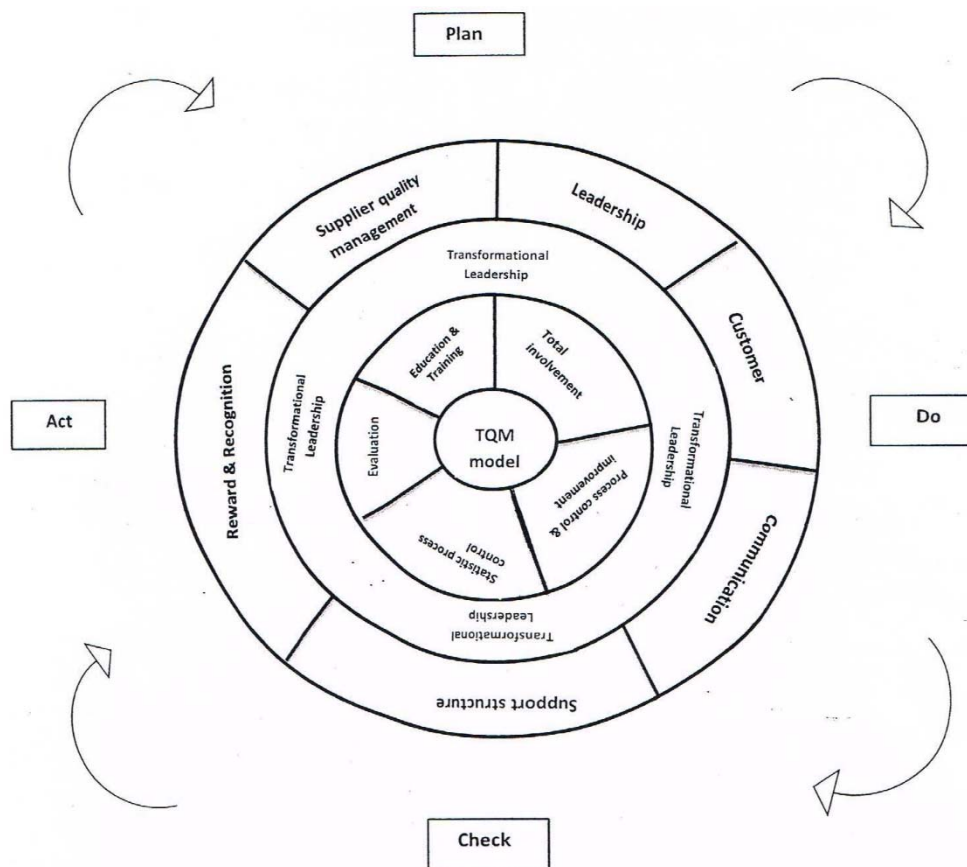 Plan
Supplier quality
management
Leadership
Transformational
Leadership
Education &
Training
Total
involvement
Customer
Act
Reward & Recognition
Transformational
Leadership
Evaluation
TQM
model
Process control &
improvement
Transformational
Leadership
Do
Statistic process
control
Communication
Transformational
Leadership
Support structure
Check